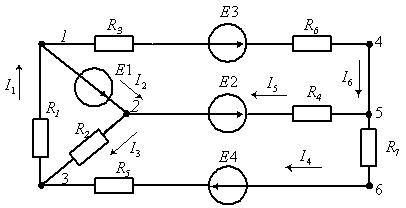 1 R3 E3 R6 4
I1 E1 I2 E2 I5 I6
R1 R2 2 R4 5
I3 R7
3 R5 E4 I4 6